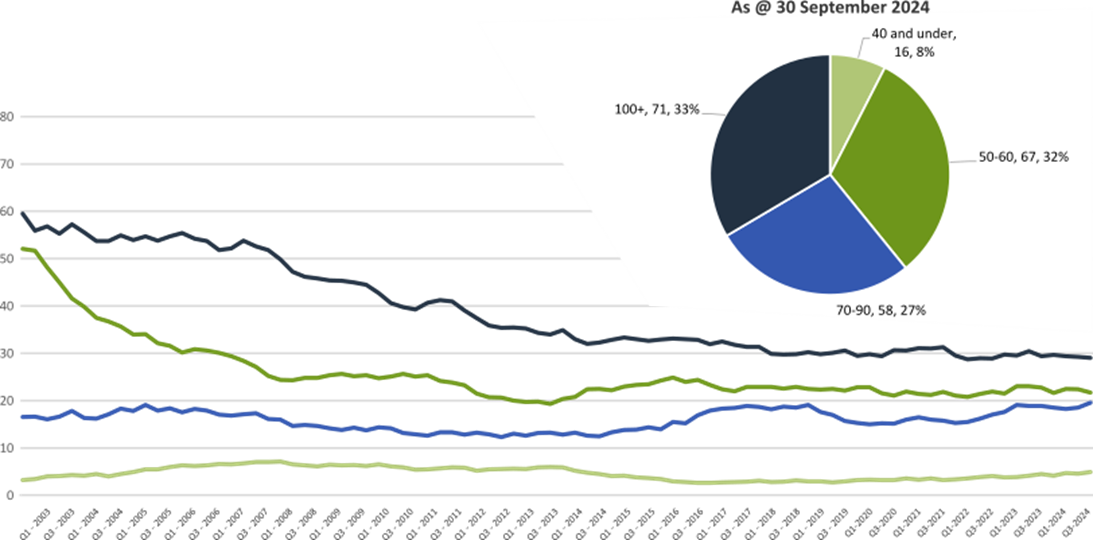 As @ 30 September 2024
40 and under,
16, 8%
100+, 71, 33%
50-60, 67, 32%
70-90, 58, 27%
80
70
60
50
40
30
20
10
0
Q1 - 2003
Q3 - 2003
Q1 - 2004
Q3 - 2004
Q1 - 2005
Q3 - 2005
Q1 - 2006
Q3 - 2006
Q1 - 2007
Q3 - 2007
Q1 - 2008
Q3 - 2008
Q1 - 2009
Q3 - 2009
Q1 - 2010
Q3 - 2010
Q1 - 2011
Q3 - 2011
Q1 - 2012
Q3 - 2012
Q1 - 2013
Q3 - 2013
Q1 - 2014
Q3 - 2014
Q1 - 2015
Q3 - 2015
Q1 - 2016
Q3 - 2016
Q1 - 2017
Q3 - 2017
Q1 - 2018
Q3 - 2018
Q1 - 2019
Q3 - 2019
Q1-2020
Q3-2020
Q1-2021
Q3-2021
Q1-2022
Q3-2022
Q1-2023
Q3-2023
Q1-2024
Q3-2024